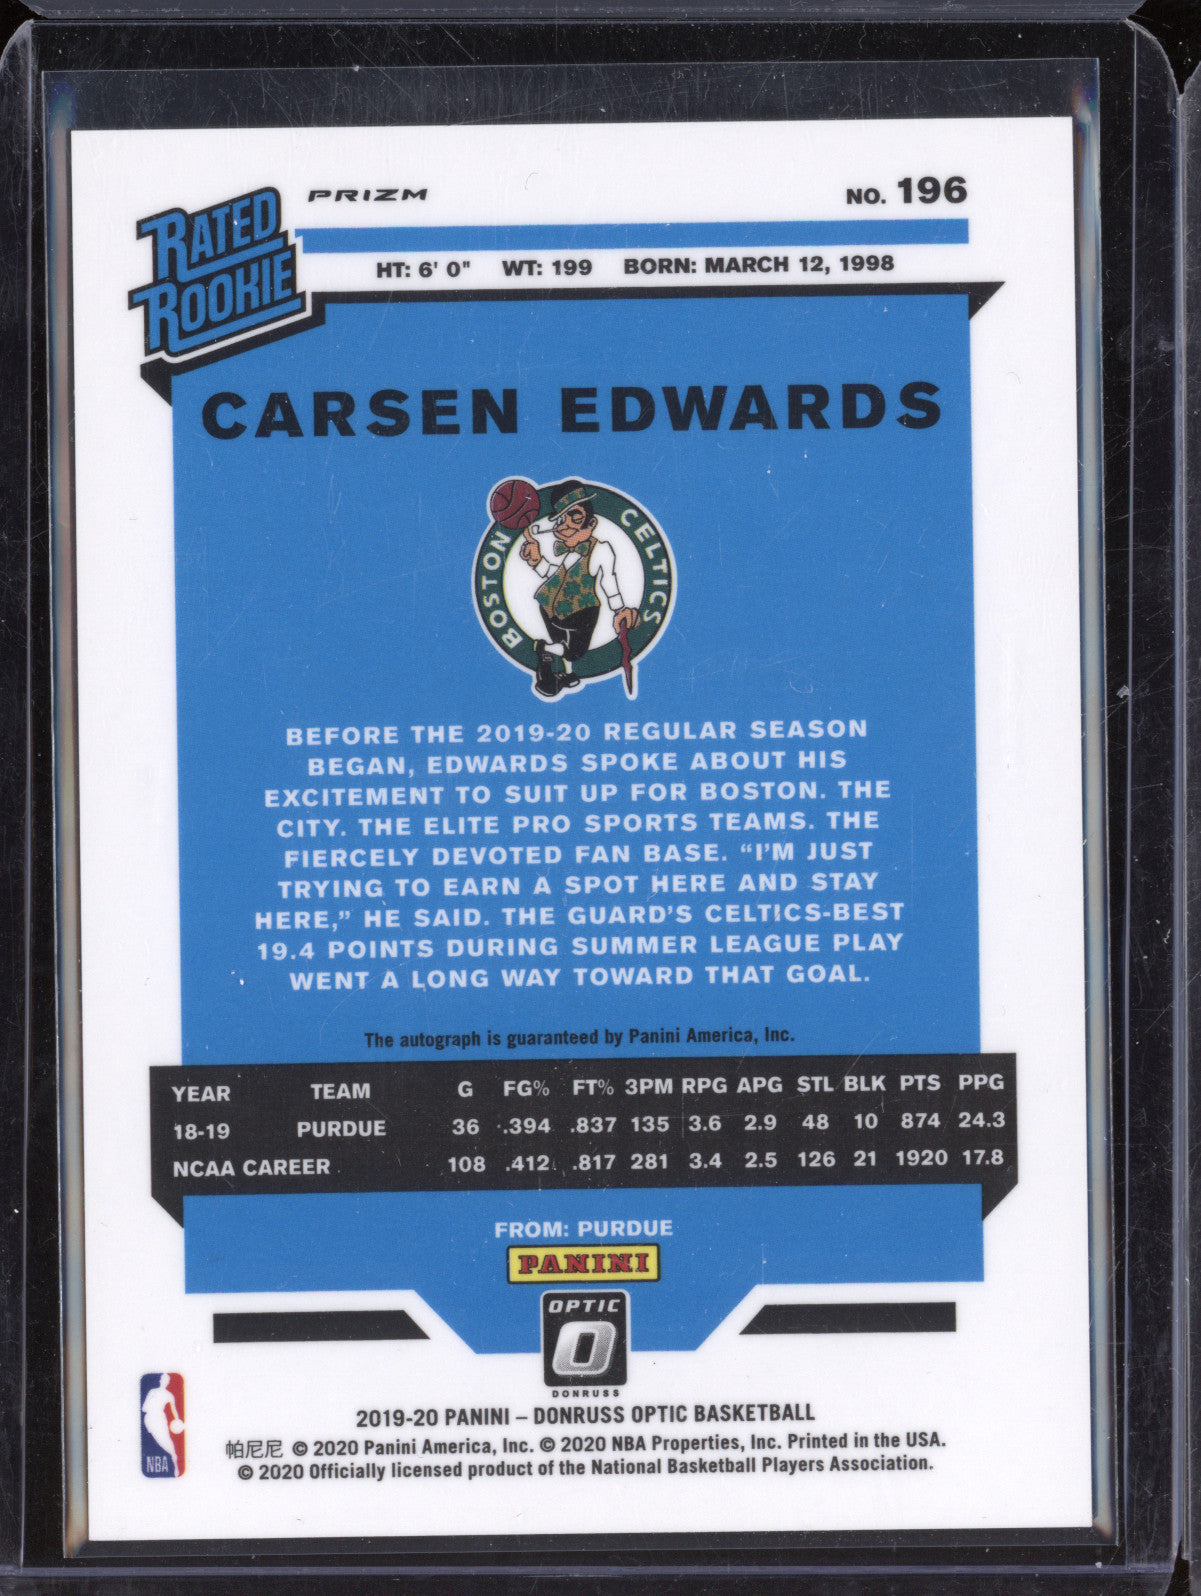 RATED
ROOKIE
PRIZM
NO. 196
HT: 6' 0" WT: 199 BORN: MARCH 12, 1998
CARSEN EDWARDS
BOSTON CELTICS
BEFORE THE 2019-20 REGULAR SEASON
BEGAN, EDWARDS SPOKE ABOUT HIS
EXCITEMENT TO SUIT UP FOR BOSTON. THE
CITY. THE ELITE PRO SPORTS TEAMS. THE
FIERCELY DEVOTED FAN BASE. “I’M JUST
TRYING TO EARN A SPOT HERE AND STAY
HERE,” HE SAID. THE GUARD’S CELTICS-BEST
19.4 POINTS DURING SUMMER LEAGUE PLAY
WENT A LONG WAY TOWARD THAT GOAL.
The autograph is guaranteed by Panini America, Inc.
YEAR TEAM G FG% FT% 3PM RPG APG STL BLK PTS PPG
18-19 PURDUE 36 .394 .837 135 3.6 2.9 48 10 874 24.3
NCAA CAREER 108 .412 .817 281 3.4 2.5 126 21 1920 17.8
FROM: PURDUE
PANINI
OPTIC
O
DONRUSS
2019-20 PANINI – DONRUSS OPTIC BASKETBALL
帕尼尼 © 2020 Panini America, Inc. © 2020 NBA Properties, Inc. Printed in the USA.
© 2020 Officially licensed product of the National Basketball Players Association.
NBA